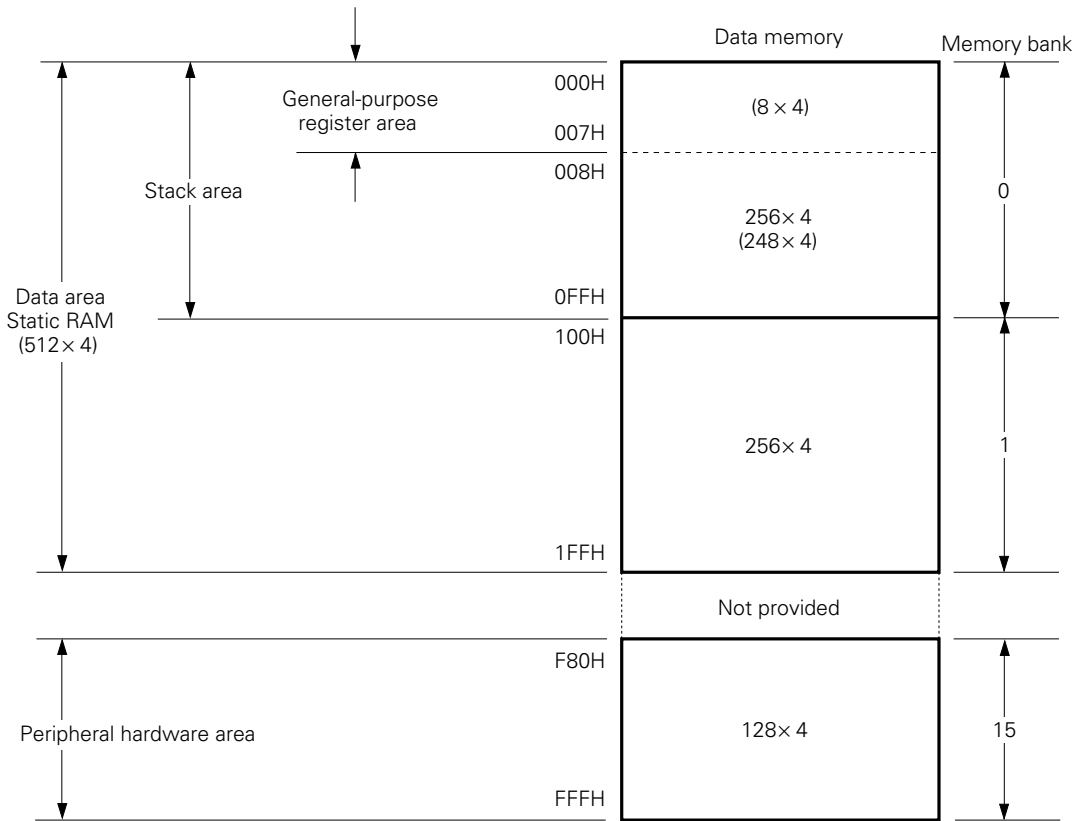 Data memory
Memory bank
000H
General-purpose
register area
(8 × 4)
007H
008H
Stack area
0
256× 4
(248× 4)
0FFH
Data area
Static RAM
(512× 4)
100H
256× 4
1
1FFH
Not provided
F80H
Peripheral hardware area
128× 4
15
FFFH